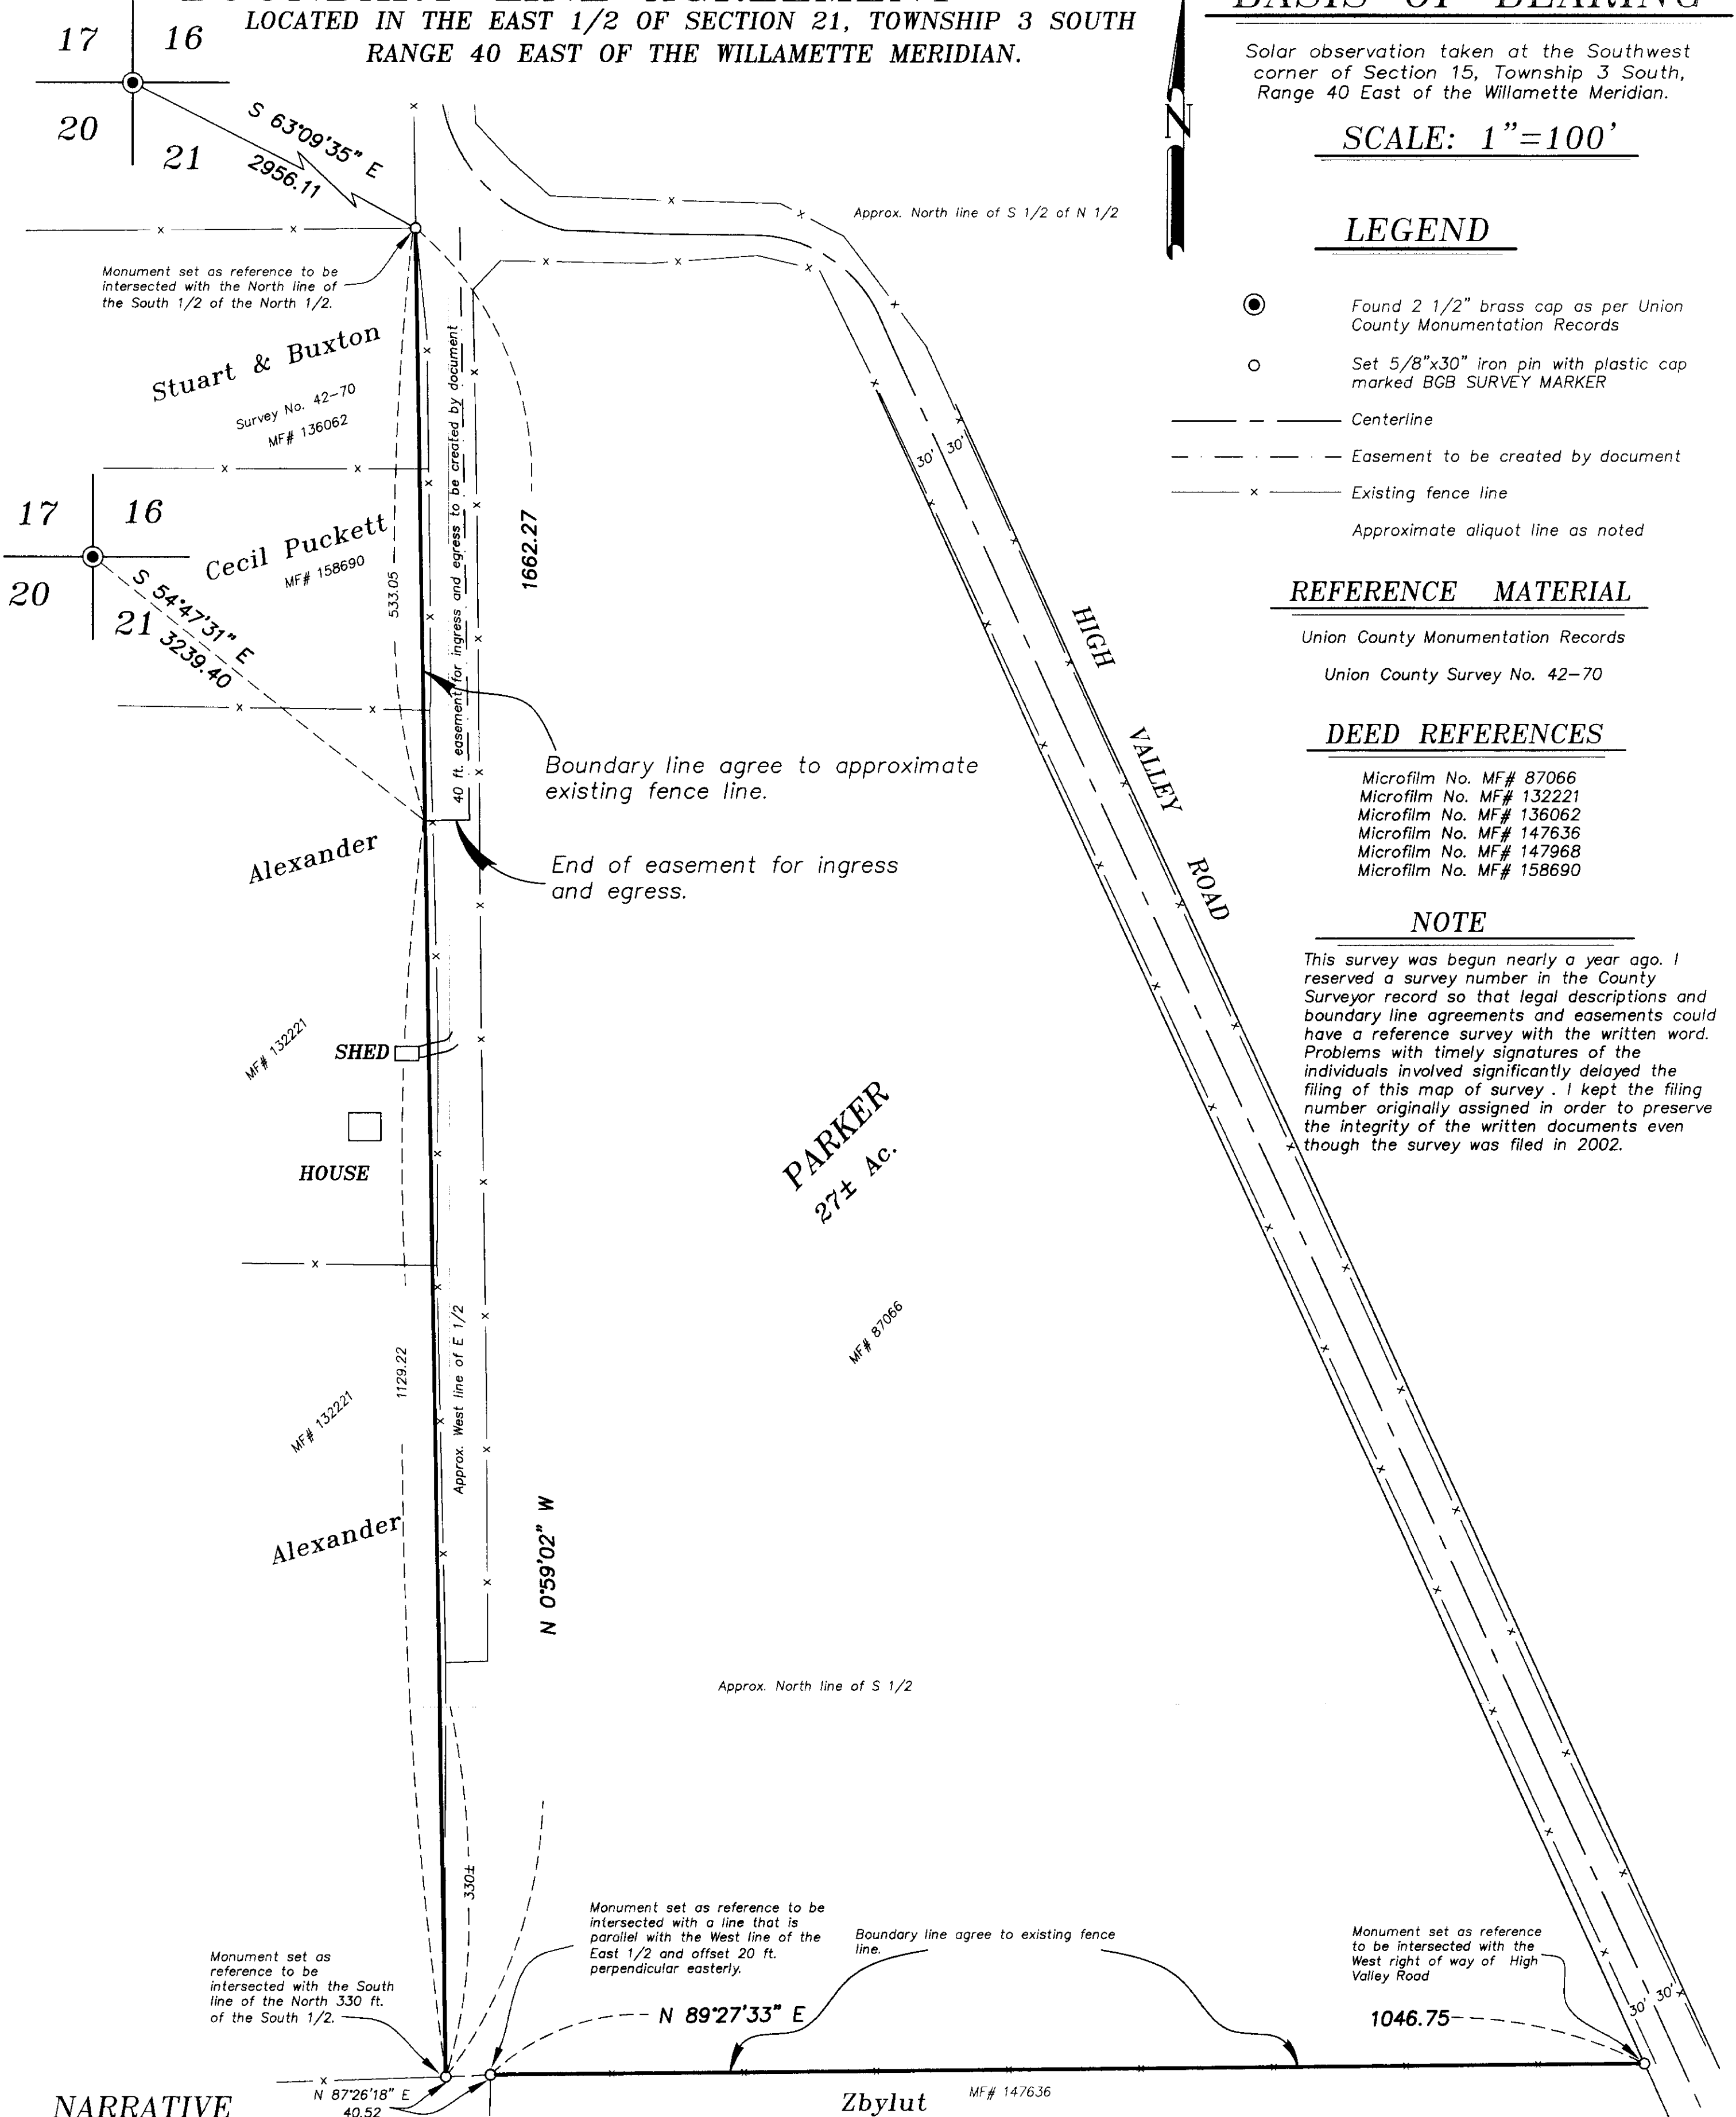 LOCATED IN THE EAST 1/2 OF SECTION 21, TOWNSHIP 3 SOUTH
RANGE 40 EAST OF THE WILLAMETTE MERIDIAN.
17 16
20 21
S 63°09'35" E
2956.11
N
BASIS OF BEARING
Solar observation taken at the Southwest
corner of Section 15, Township 3 South,
Range 40 East of the Willamette Meridian.
SCALE: 1"=100'
LEGEND
Found 2 1/2" brass cap as per Union
County Monumentation Records
Set 5/8"x30" iron pin with plastic cap
marked BGB SURVEY MARKER
Centerline
Easement to be created by document
x Existing fence line
Approximate aliquot line as noted
REFERENCE MATERIAL
Union County Monumentation Records
Union County Survey No. 42-70
DEED REFERENCES
Microfilm No. MF# 87066
Microfilm No. MF# 132221
Microfilm No. MF# 136062
Microfilm No. MF# 147636
Microfilm No. MF# 147968
Microfilm No. MF# 158690
NOTE
This survey was begun nearly a year ago. I
reserved a survey number in the County
Surveyor record so that legal descriptions and
boundary line agreements and easements could
have a reference survey with the written word.
Problems with timely signatures of the
individuals involved significantly delayed the
filing of this map of survey . I kept the filing
number originally assigned in order to preserve
the integrity of the written documents even
though the survey was filed in 2002.
Approx. North line of S 1/2 of N 1/2
Monument set as reference to be
intersected with the North line of
the South 1/2 of the North 1/2.
Stuart & Buxton
Survey No. 42-70
MF# 136062
17 16
20 21
S 54°47'31" E
3239.40
Cecil Puckett
MF# 158690
533.05
40 ft. easement for ingress and egress to be created by document
1662.27
30' 30'
HIGH
VALLEY
ROAD
Boundary line agree to approximate
existing fence line.
End of easement for ingress
and egress.
Alexander
MF# 132221
SHED
HOUSE
PARKER
27± Ac.
MF# 87066
Approx. West line of E 1/2
1129.22
MF# 132221
Alexander
N 0°59'02" W
Approx. North line of S 1/2
330±
Monument set as
reference to be
intersected with the South
line of the North 330 ft.
of the South 1/2.
Monument set as reference to be
intersected with a line that is
parallel with the West line of the
East 1/2 and offset 20 ft.
perpendicular easterly.
Boundary line agree to existing fence
line.
Monument set as reference
to be intersected with the
West right of way of High
Valley Road
30' 30'
N 89°27'33" E
1046.75
N 87°26'18" E
40.52
Zbylut
MF# 147636
NARRATIVE